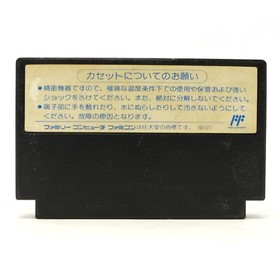 カセットについてのお願い
●精密機器ですので、極端な温度条件下での使用や保管および強い
ショックをさけてください。また、絶対に分解しないでください。
●端子部に手を触れたり、水にぬらしたりして汚さないようにして
ください。故障の原因となります。
ファミリーコンピュータ ファミコンは任天堂の商標です。